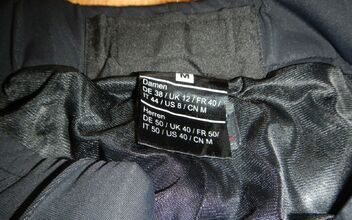 M
Damen
DE 38 / UK 12 / FR 40 /
IT 44 / US 8 / CN M
Herren
DE 50 / UK 40 / FR 50/
IT 50 / US 40 / CN M